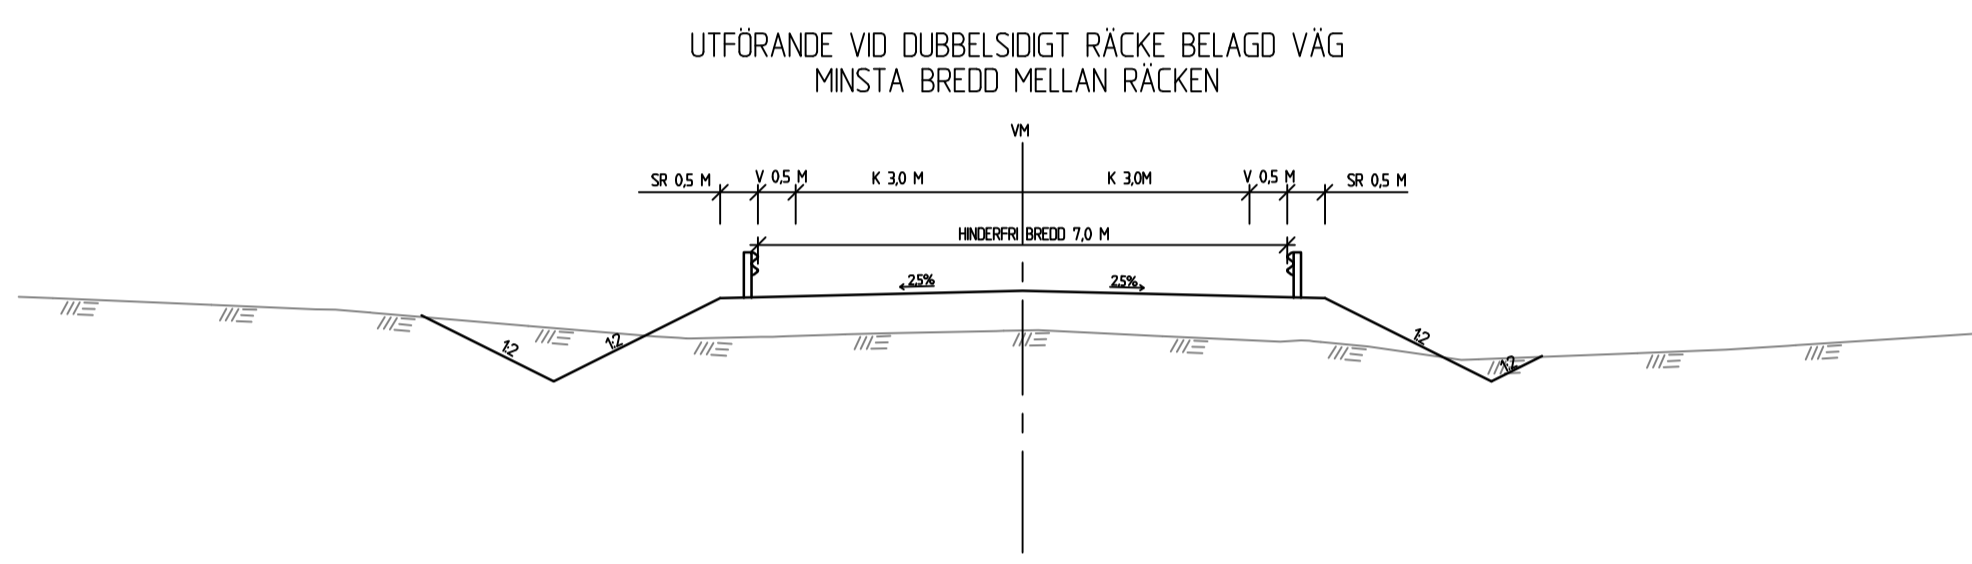 UTFÖRANDE VID DUBBELSIDIGT RÄCKE BELAGD VÄG
MINSTA BREDD MELLAN RÄCKEN
VM
SR 0,5 M V 0,5 M K 3,0 M K 3,0M V 0,5 M SR 0,5 M
HINDERFRI BREDD 7,0 M
2,5% 2,5%
1:2 1:2 1:2 1:2